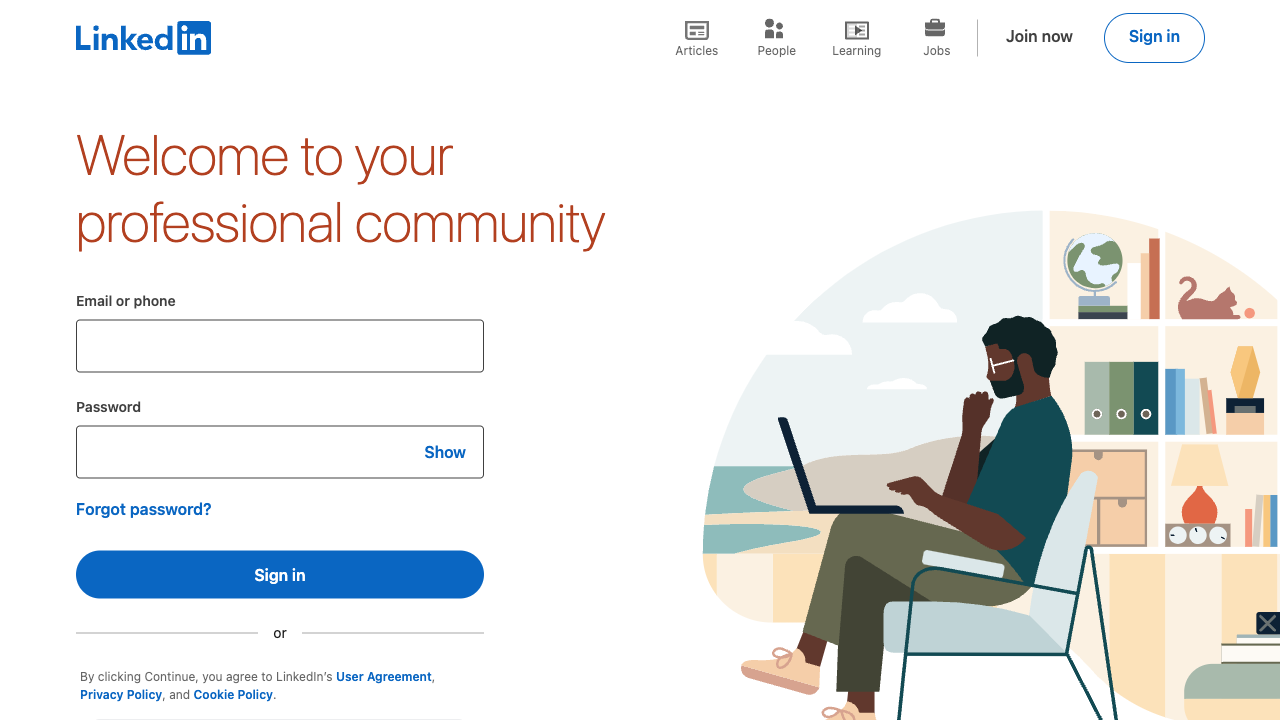 LinkedIn
Articles
People
Learning
Jobs
Join now
Sign in
Welcome to your
professional community
Email or phone
Password
Show
Forgot password?
Sign in
or
By clicking Continue, you agree to LinkedIn's User Agreement,
Privacy Policy, and Cookie Policy.